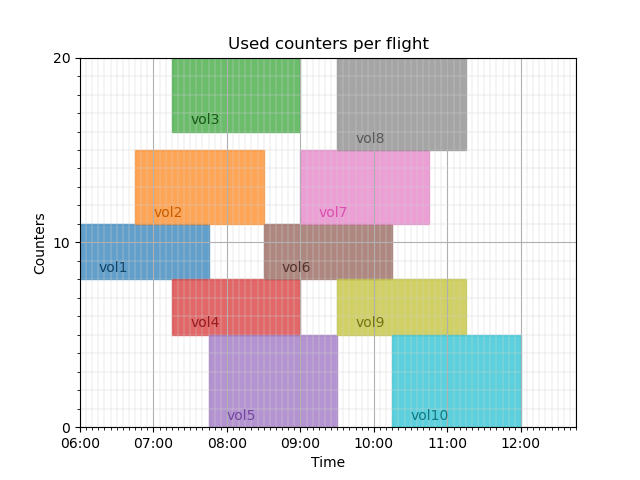 Used counters per flight
20
vol3
vol8
vol2
vol7
10
Counters
vol1
vol6
vol4
vol9
vol5
vol10
0
06:00 07:00 08:00 09:00 10:00 11:00 12:00
Time